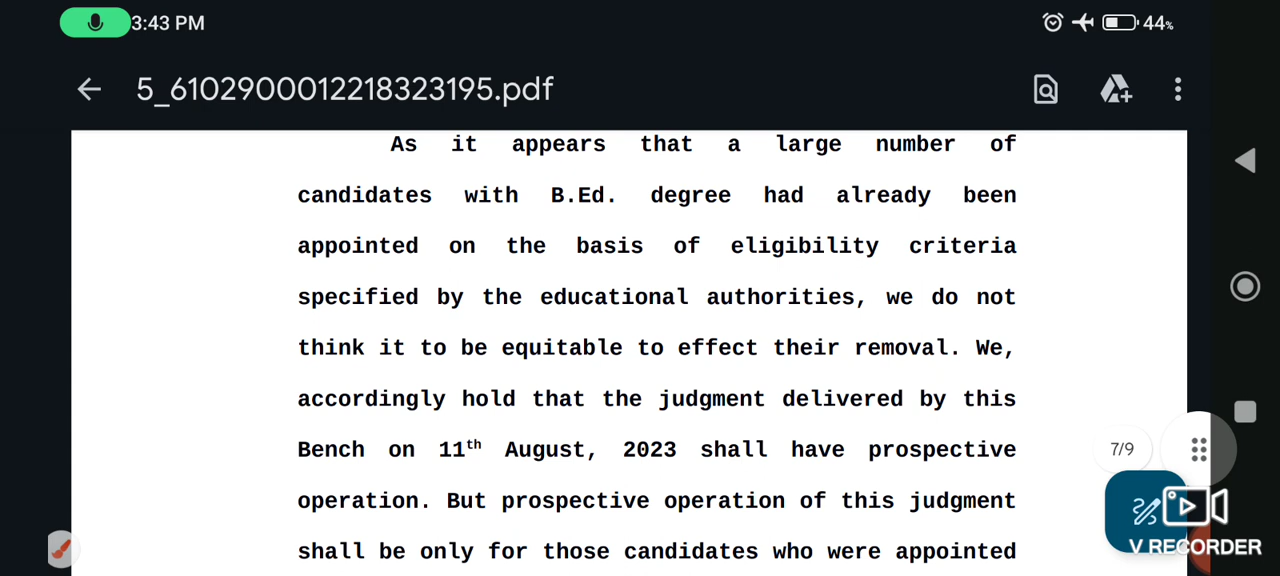 3:43 PM
44%
5_6102900012218323195.pdf
As it appears that a large number of
candidates with B.Ed. degree had already been
appointed on the basis of eligibility criteria
specified by the educational authorities, we do not
think it to be equitable to effect their removal. We,
accordingly hold that the judgment delivered by this
Bench on 11th August, 2023 shall have prospective
operation. But prospective operation of this judgment
shall be only for those candidates who were appointed
7/9
V RECORDER